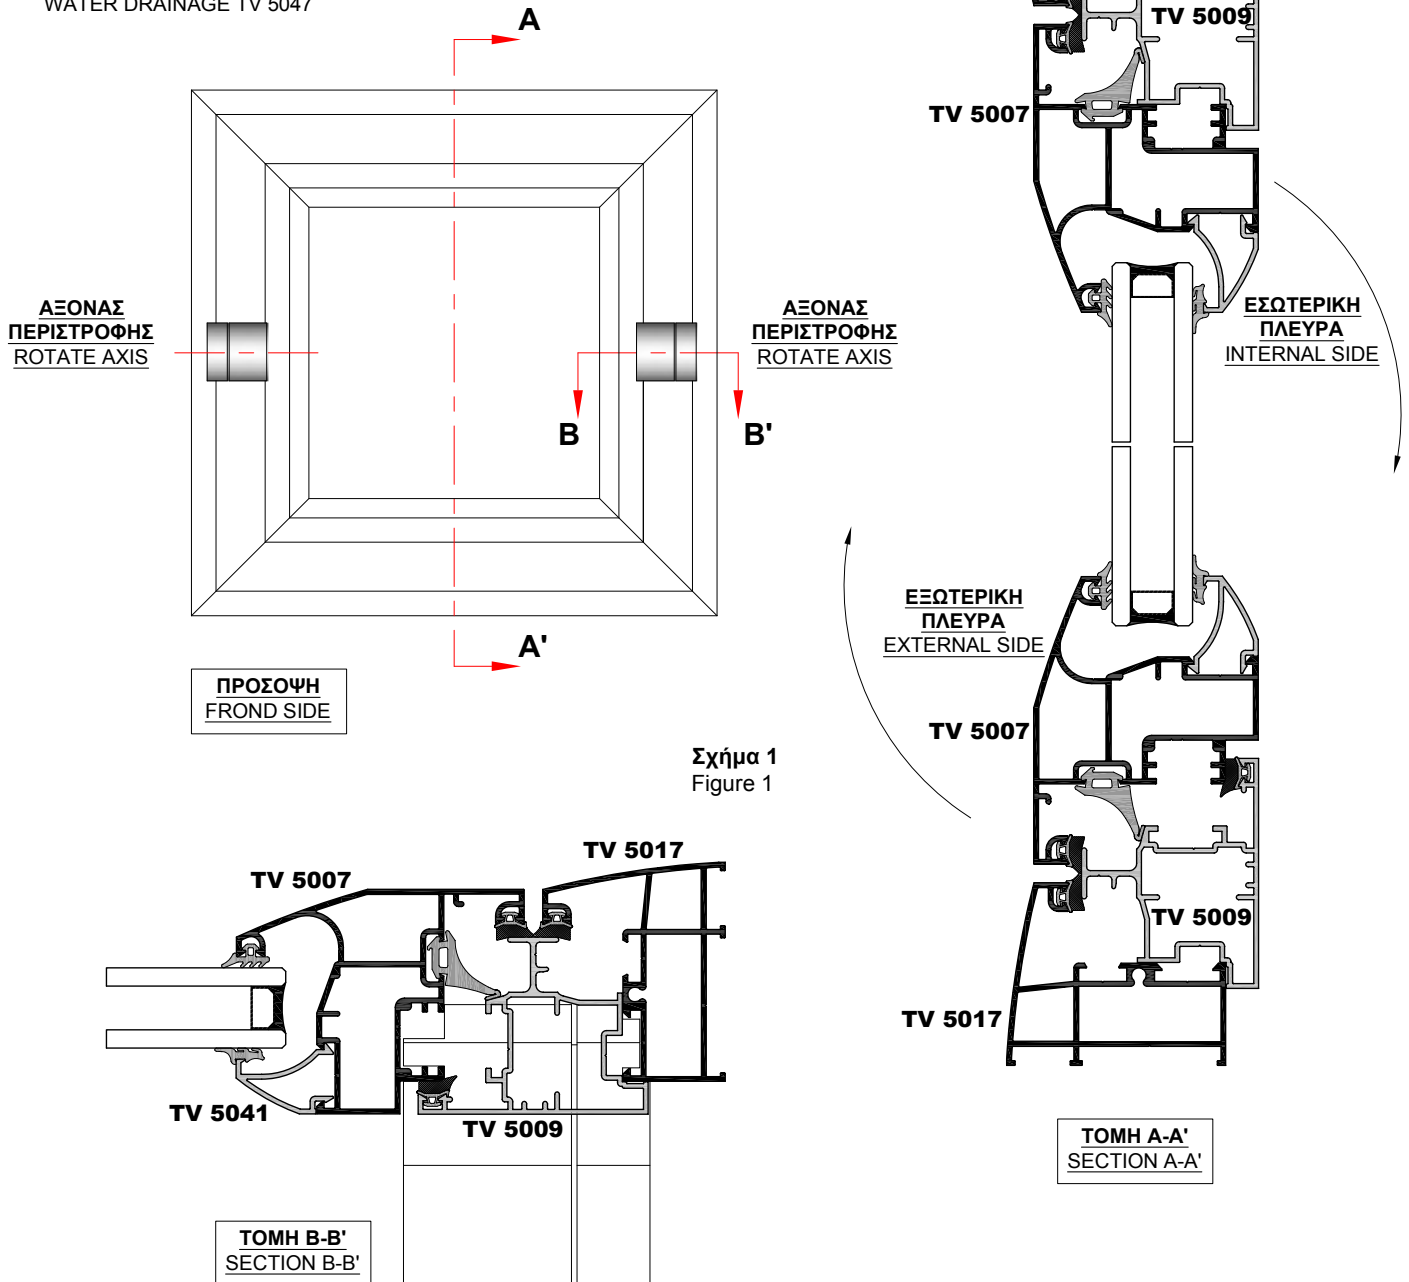 WATER DRAINAGE TV 5047
A
TV 5009
TV 5007
ΑΞΟΝΑΣ
ΠΕΡΙΣΤΡΟΦΗΣ
ROTATE AXIS
ΑΞΟΝΑΣ
ΠΕΡΙΣΤΡΟΦΗΣ
ROTATE AXIS
B
B'
ΕΣΩΤΕΡΙΚΗ
ΠΛΕΥΡΑ
INTERNAL SIDE
ΕΞΩΤΕΡΙΚΗ
ΠΛΕΥΡΑ
EXTERNAL SIDE
A'
ΠΡΟΣΟΨΗ
FROND SIDE
TV 5007
Σχήμα 1
Figure 1
TV 5017
TV 5007
TV 5009
TV 5017
TV 5041
TV 5009
ΤΟΜΗ Α-Α'
SECTION A-A'
ΤΟΜΗ Β-Β'
SECTION B-B'